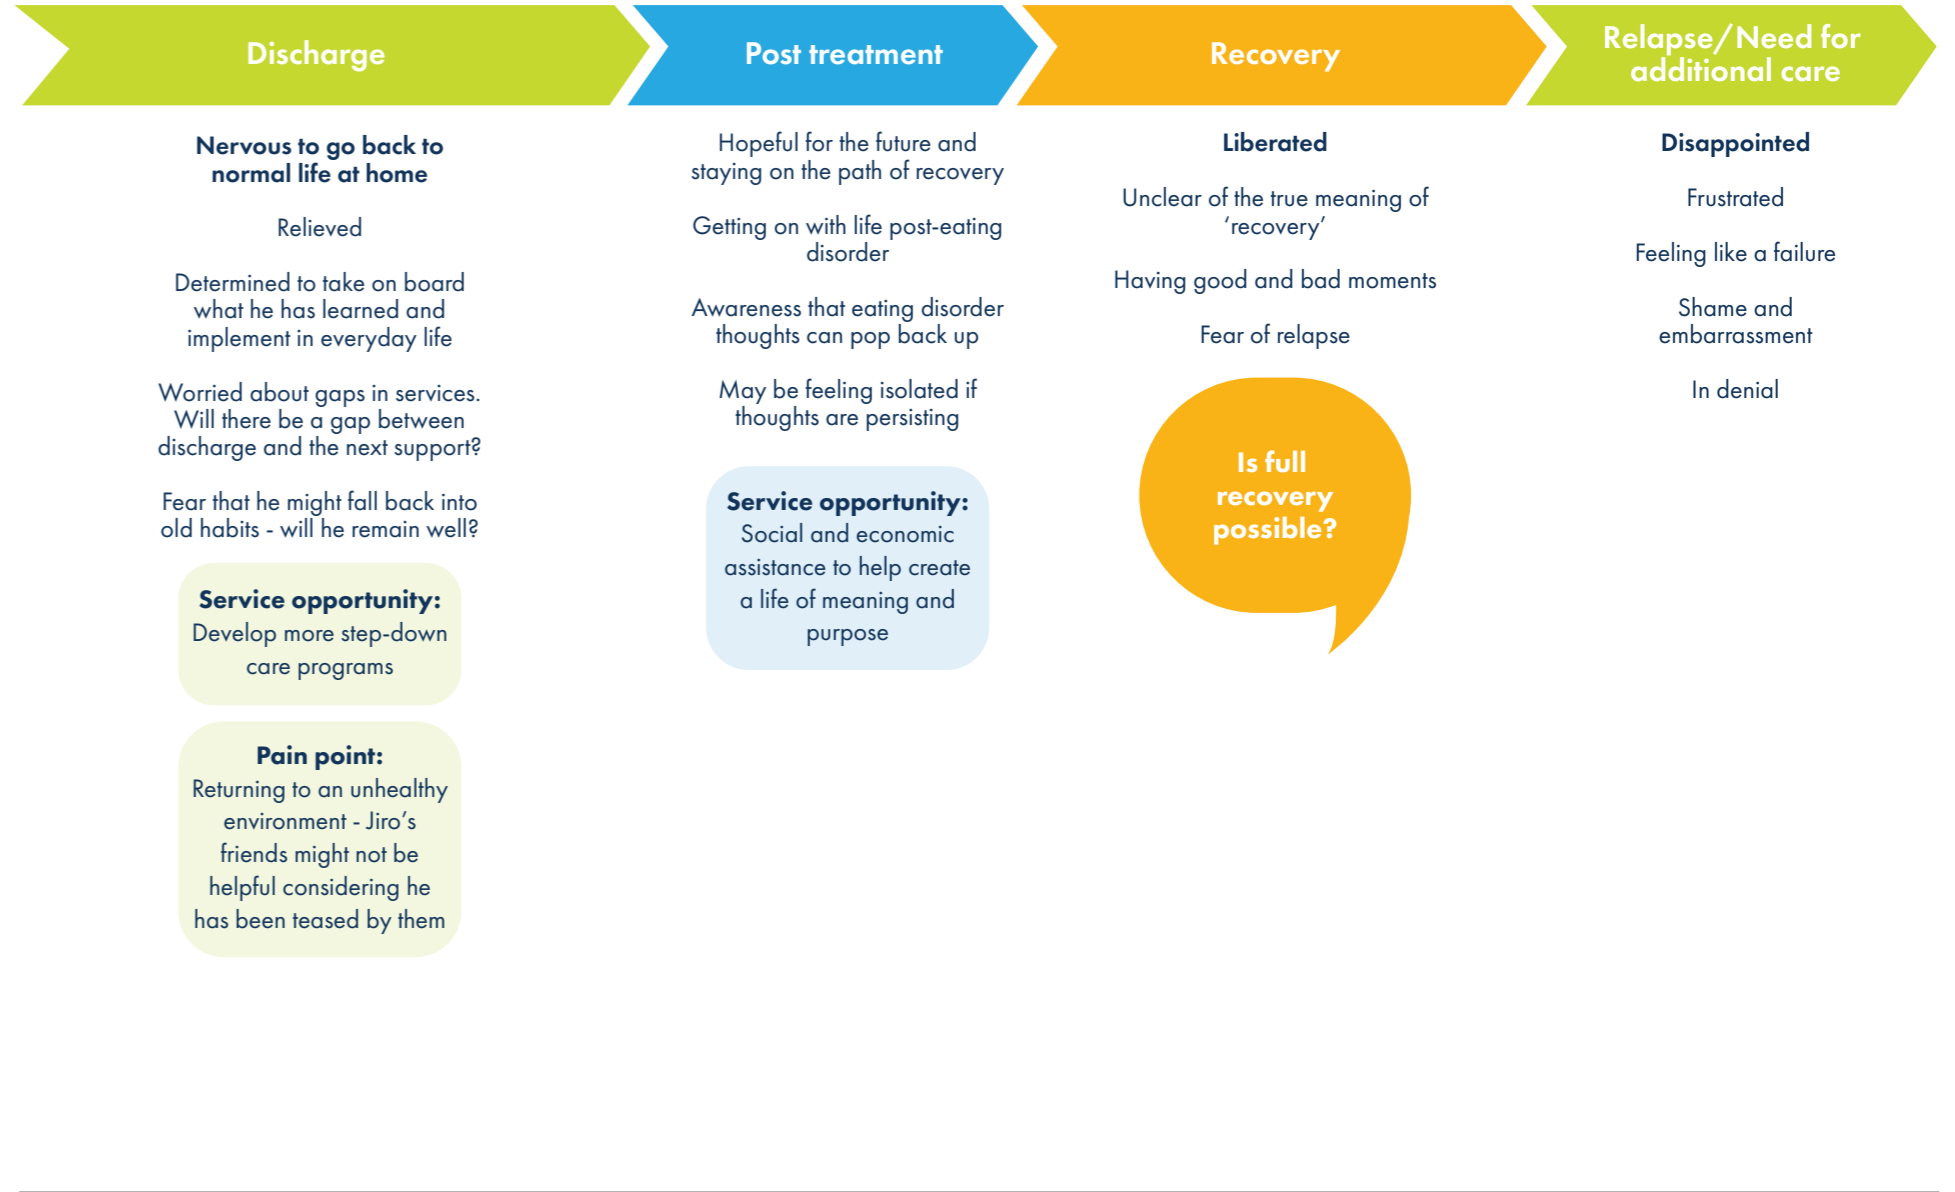 Discharge
Post treatment
Recovery
Relapse/Need for
additional care
Nervous to go back to
normal life at home
Relieved
Determined to take on board
what he has learned and
implement in everyday life
Worried about gaps in services.
Will there be a gap between
discharge and the next support?
Fear that he might fall back into
old habits - will he remain well?
Service opportunity:
Develop more step-down
care programs
Pain point:
Returning to an unhealthy
environment - Jiro’s
friends might not be
helpful considering he
has been teased by them
Hopeful for the future and
staying on the path of recovery
Getting on with life post-eating
disorder
Awareness that eating disorder
thoughts can pop back up
May be feeling isolated if
thoughts are persisting
Service opportunity:
Social and economic
assistance to help create
a life of meaning and
purpose
Liberated
Unclear of the true meaning of
‘recovery’
Having good and bad moments
Fear of relapse
Is full
recovery
possible?
Disappointed
Frustrated
Feeling like a failure
Shame and
embarrassment
In denial